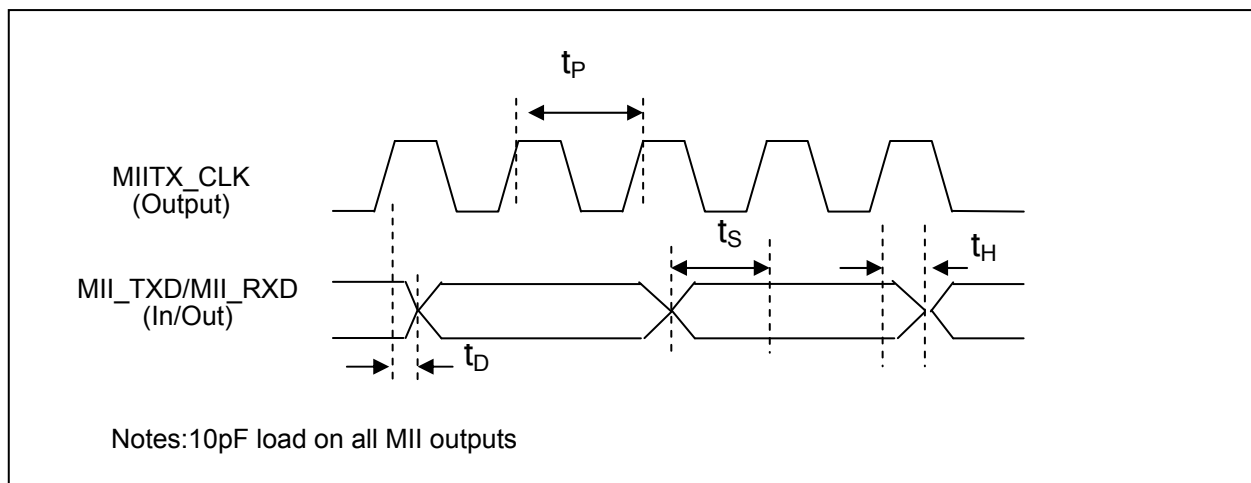 tP
MIITX_CLK
(Output)
tS
tH
MII_TXD/MII_RXD
(In/Out)
tD
Notes:10pF load on all MII outputs